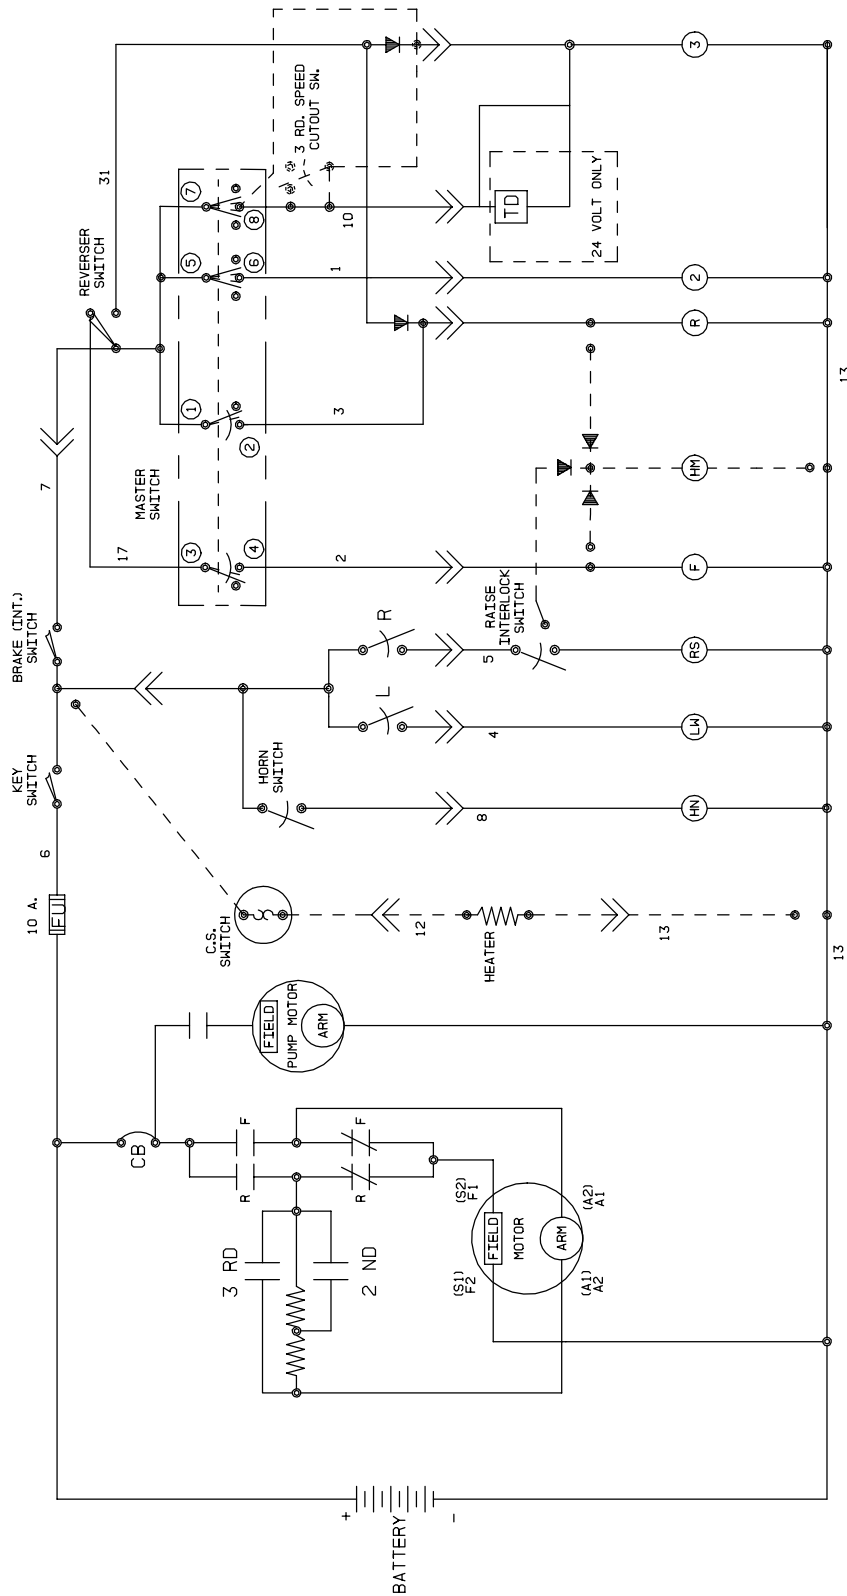 BATTERY
+
-
CB
3 RD
2 ND
R
F
R
F
(S1)
F2
(S2)
F1
FIELD
MOTOR
ARM
(A1)
A2
(A2)
A1
FIELD
PUMP MOTOR
ARM
10 A.
FU1
6
KEY
SWITCH
BRAKE (INT.)
SWITCH
7
C.S.
SWITCH
12
HEATER
13
13
HORN
SWITCH
8
HN
L
4
LW
R
5
RAISE
INTERLOCK
SWITCH
RS
17
MASTER
SWITCH
3
4
2
F
HM
1
2
3
R
REVERSER
SWITCH
31
5
6
1
2
7
8
10
3 RD. SPEED
CUTOUT SW.
TD
24 VOLT ONLY
3
13